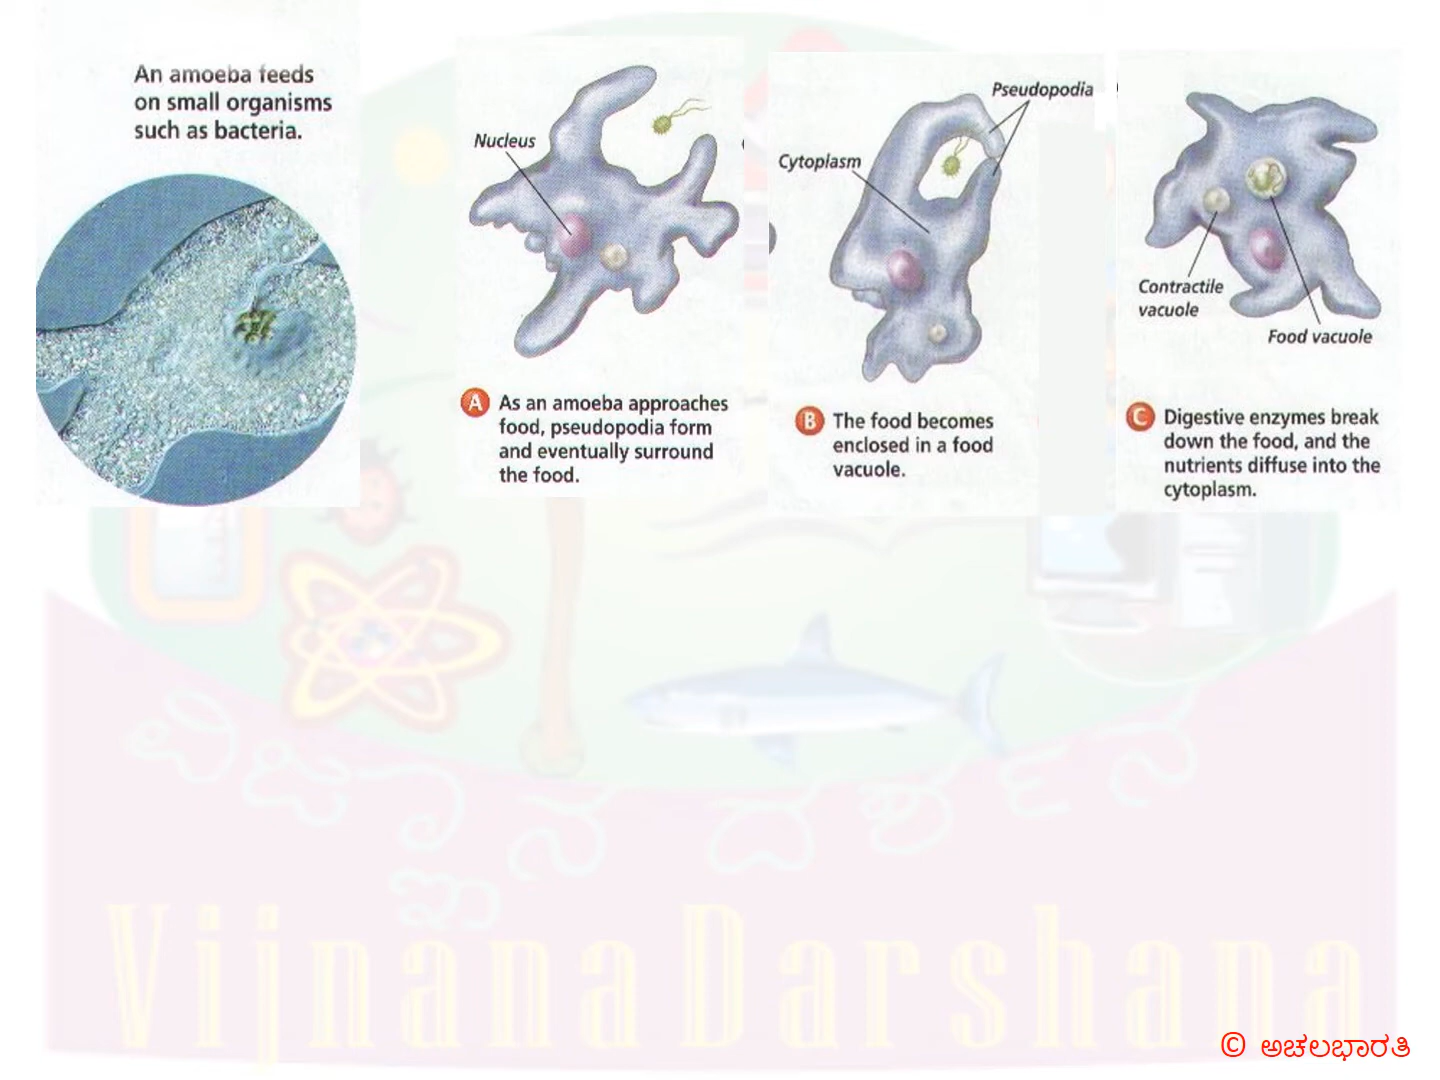 An amoeba feeds
on small organisms
such as bacteria.
Nucleus
A As an amoeba approaches
food, pseudopodia form
and eventually surround
the food.
Pseudopodia
Cytoplasm
B The food becomes
enclosed in a food
vacuole.
Contractile
vacuole
Food vacuole
C Digestive enzymes break
down the food, and the
nutrients diffuse into the
cytoplasm.
ವಿಜ್ಞಾನ ದರ್ಶನ
Vijnana Darshana
© ಅಚಲಭಾರತಿ